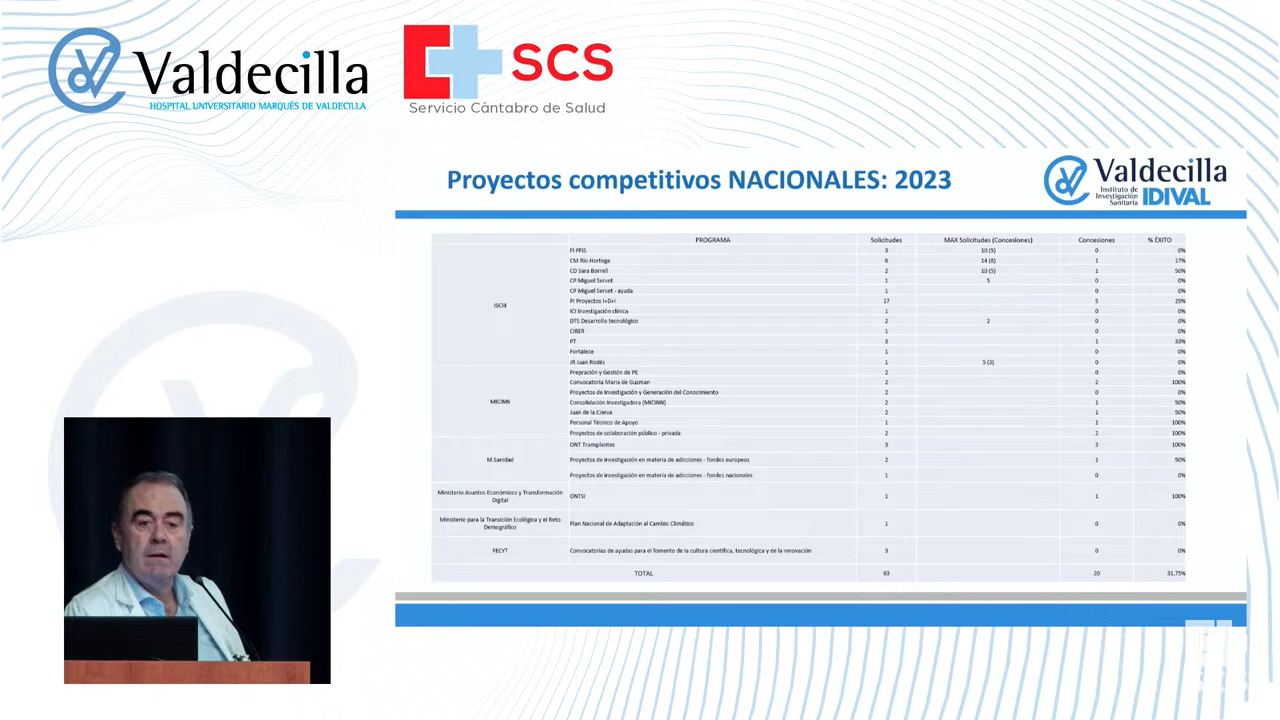 Valdecilla
HOSPITAL UNIVERSITARIO MARQUÉS DE VALDECILLA
SCS
Servicio Cántabro de Salud
Proyectos competitivos NACIONALES: 2023
Valdecilla
Instituto de Investigación Sanitaria IDIVAL
PROGRAMA Solicitudes MAX Solicitudes (Concesiones) Concesiones % ÉXITO
ISCIII
FI PFIS 3 10 (5) 0 0%
CM Río Hortega 6 14 (8) 1 17%
CD Sara Borrell 2 10 (5) 1 50%
CP Miguel Servet 1 5 0 0%
CP Miguel Servet - ayuda 1 0 0%
PI Proyectos I+D+I 17 5 29%
ICI Investigación clínica 1 0 0%
DTS Desarrollo tecnológico 2 2 0 0%
CIBER 1 0 0%
PT 3 1 33%
Fortalece 1 0 0%
JR Juan Rodés 1 5 (3) 0 0%
MICINN
Prepración y Gestión de PE 2 0 0%
Convocatoria Maria de Guzman 2 2 100%
Proyectos de Investigación y Generación del Conocimiento 2 0 0%
Consolidación Investigadora (MICINN) 2 1 50%
Juan de la Cierva 2 1 50%
Personal Técnico de Apoyo 1 1 100%
Proyectos de colaboración público - privada 2 2 100%
M.Sanidad
ONT Transplantes 3 3 100%
Proyectos de investigación en materia de adicciones - fondos europeos 2 1 50%
Proyectos de investigación en materia de adicciones - fondos nacionales 1 0 0%
Ministerio Asuntos Económicos y Transformación Digital
ONTSI 1 1 100%
Ministerio para la Transición Ecológica y el Reto Demográfico
Plan Nacional de Adaptación al Cambio Climático 1 0 0%
FECYT
Convocatorias de ayudas para el fomento de la cultura científica, tecnológica y de la innovación 3 0 0%
TOTAL 63 20 31.75%